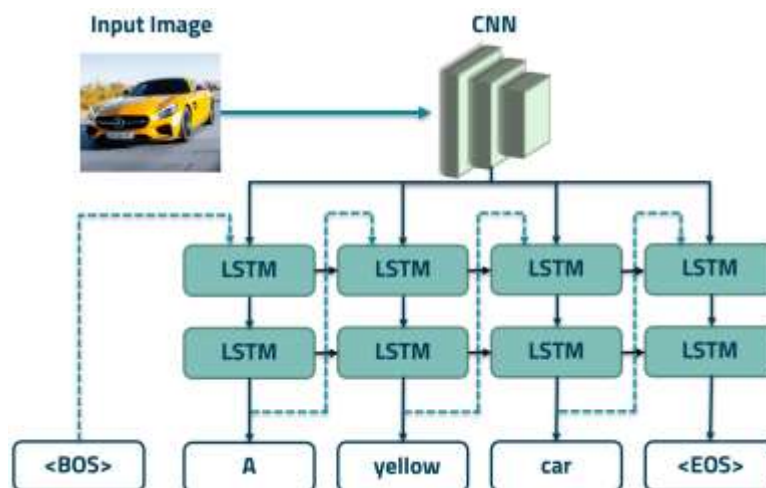 Input Image CNN
LSTM LSTM LSTM LSTM
LSTM LSTM LSTM LSTM
<BOS> A yellow car <EOS>